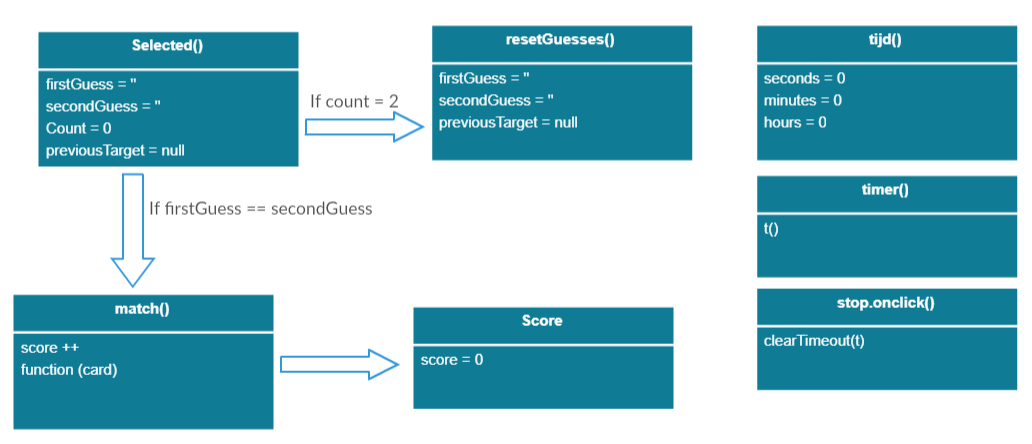 Selected()
firstGuess = "
secondGuess = "
Count = 0
previousTarget = null
If count = 2
resetGuesses()
firstGuess = "
secondGuess = "
previousTarget = null
tijd()
seconds = 0
minutes = 0
hours = 0
If firstGuess == secondGuess
timer()
t()
match()
score ++
function (card)
Score
score = 0
stop.onclick()
clearTimeout(t)